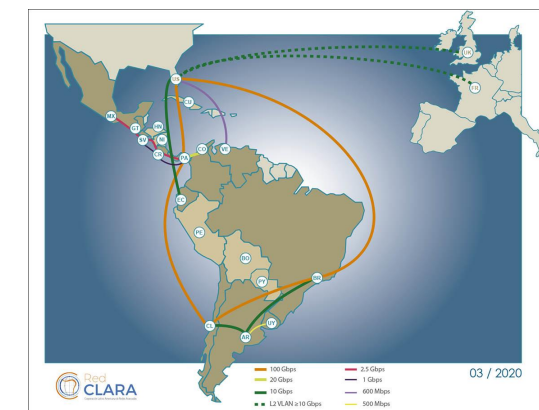 US
UK
FR
CU
MX
GT
HN
SV
NI
CR
PA
CO
VE
EC
PE
BO
PY
BR
CL
AR
UY
Red
CLARA
100 Gbps
20 Gbps
10 Gbps
L2 VLAN ≥10 Gbps
2,5 Gbps
1 Gbps
600 Mbps
500 Mbps
03 / 2020